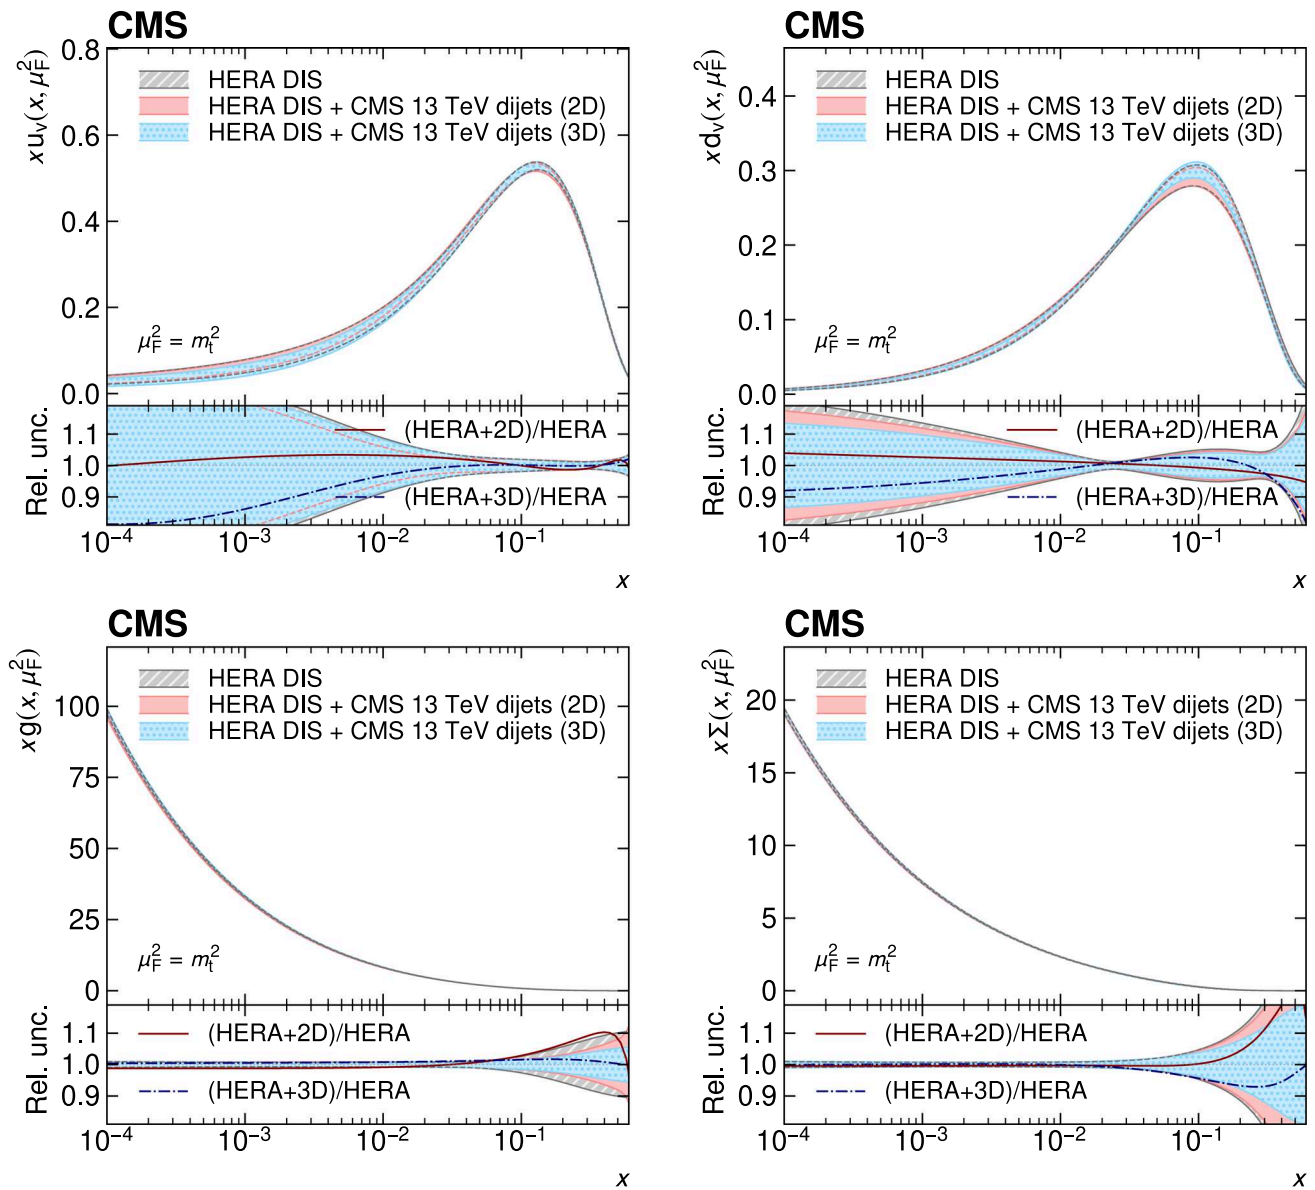 CMS
x u_v(x, μ_F^2)
0.8
0.6
0.4
0.2
0.0
HERA DIS
HERA DIS + CMS 13 TeV dijets (2D)
HERA DIS + CMS 13 TeV dijets (3D)
μ_F^2 = m_t^2
Rel. unc.
1.1
1.0
0.9
(HERA+2D)/HERA
(HERA+3D)/HERA
10^−4
10^−3
10^−2
10^−1
x
CMS
x d_v(x, μ_F^2)
0.4
0.3
0.2
0.1
0.0
HERA DIS
HERA DIS + CMS 13 TeV dijets (2D)
HERA DIS + CMS 13 TeV dijets (3D)
μ_F^2 = m_t^2
Rel. unc.
1.1
1.0
0.9
(HERA+2D)/HERA
(HERA+3D)/HERA
10^−4
10^−3
10^−2
10^−1
x
CMS
x g(x, μ_F^2)
100
75
50
25
0
HERA DIS
HERA DIS + CMS 13 TeV dijets (2D)
HERA DIS + CMS 13 TeV dijets (3D)
μ_F^2 = m_t^2
Rel. unc.
1.1
1.0
0.9
(HERA+2D)/HERA
(HERA+3D)/HERA
10^−4
10^−3
10^−2
10^−1
x
CMS
x Σ(x, μ_F^2)
20
15
10
5
0
HERA DIS
HERA DIS + CMS 13 TeV dijets (2D)
HERA DIS + CMS 13 TeV dijets (3D)
μ_F^2 = m_t^2
Rel. unc.
1.1
1.0
0.9
(HERA+2D)/HERA
(HERA+3D)/HERA
10^−4
10^−3
10^−2
10^−1
x